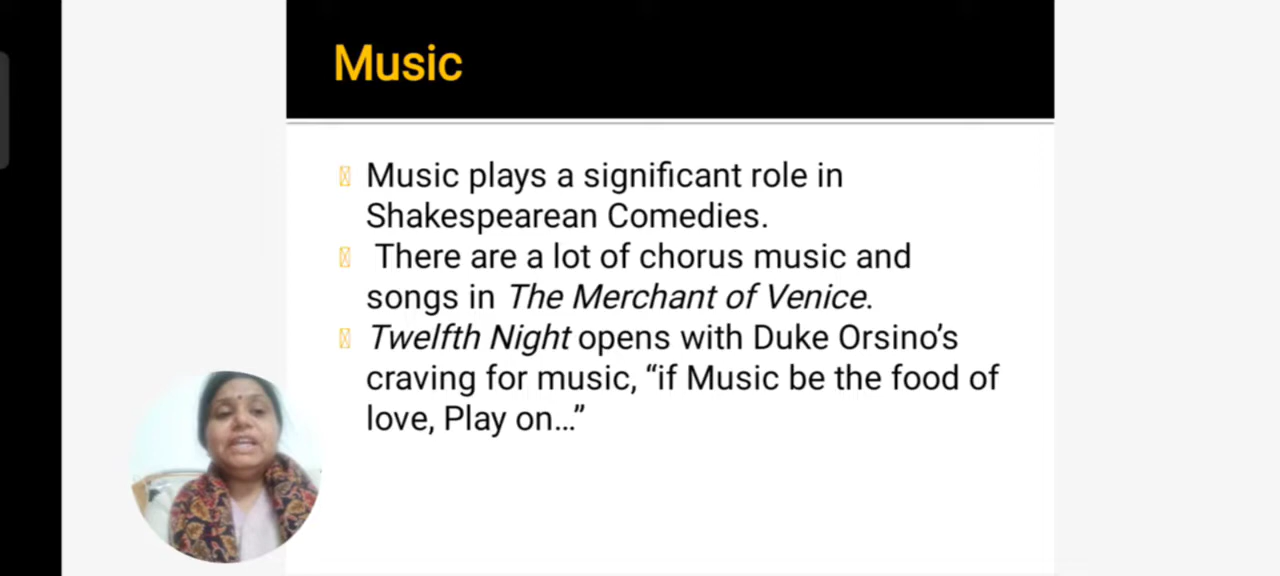 Music
Music plays a significant role in
Shakespearean Comedies.
There are a lot of chorus music and
songs in The Merchant of Venice.
Twelfth Night opens with Duke Orsino’s
craving for music, “if Music be the food of
love, Play on…”